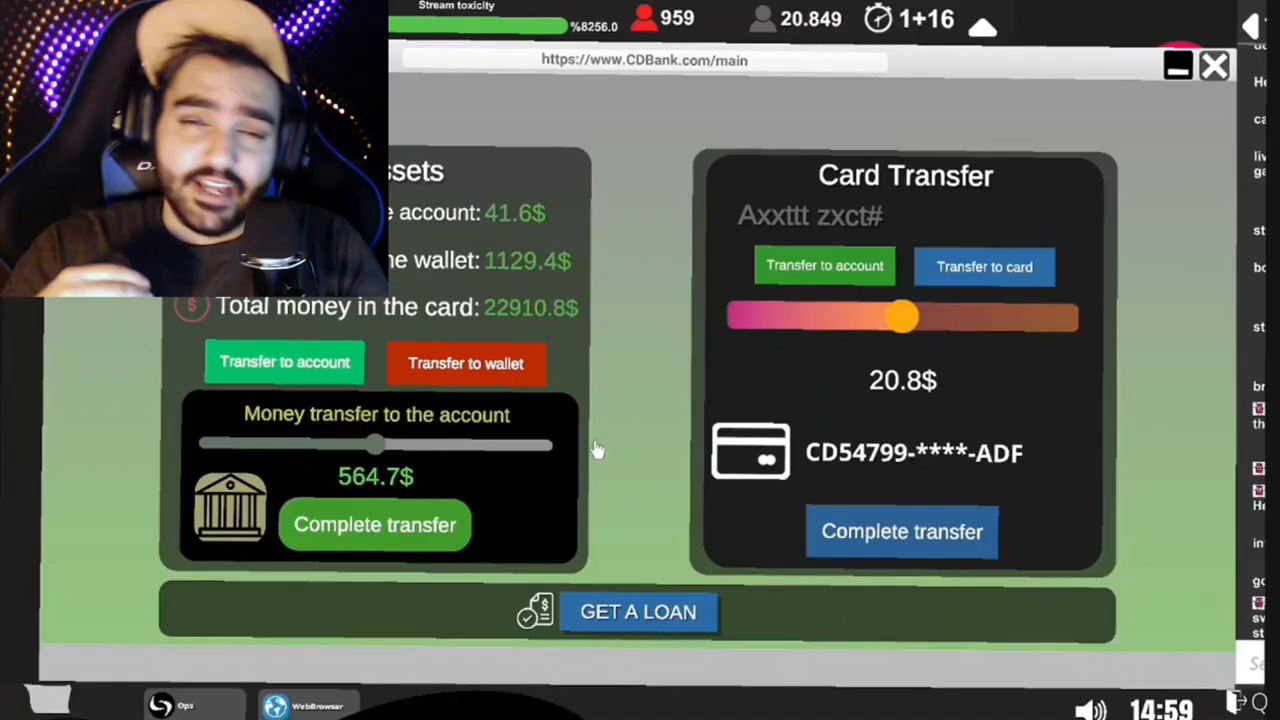 Stream toxicity
%8256.0
959
20.849
1+16
https://www.CDBank.com/main
ssets
e account: 41.6$
ne wallet: 1129.4$
Total money in the card: 22910.8$
Transfer to account
Transfer to wallet
Money transfer to the account
564.7$
Complete transfer
Card Transfer
Axxttt zxct#
Transfer to account
Transfer to card
20.8$
CD54799-****-ADF
Complete transfer
GET A LOAN
Ops
WebBrowser
14:59